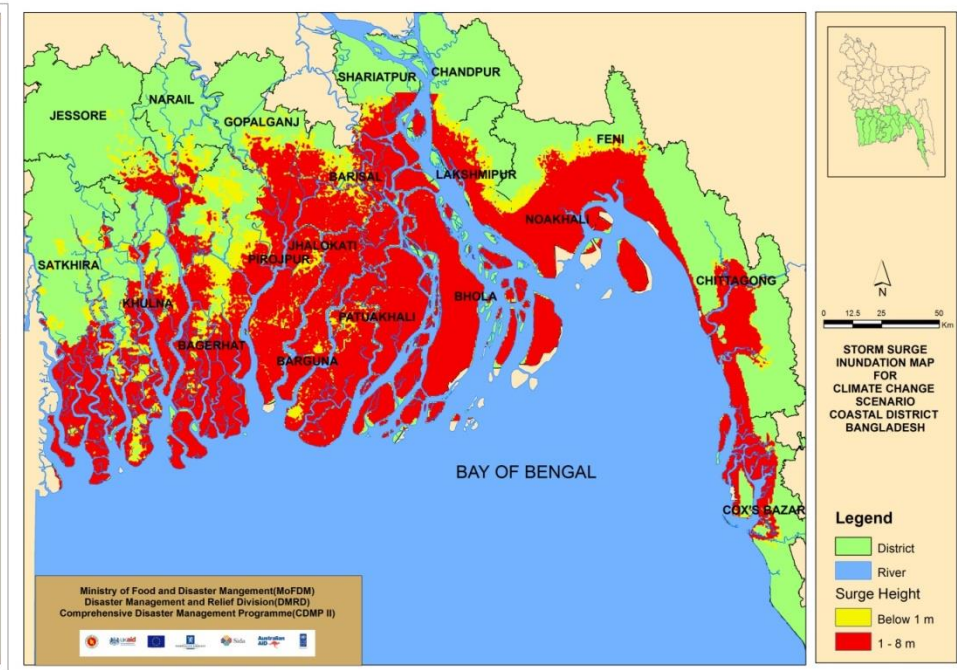 SHARIATPUR
CHANDPUR
NARAIL
JESSORE
GOPALGANJ
FENI
BARISAL
LAKSHMIPUR
NOAKHALI
JHALOKATI
PIROJPUR
SATKHIRA
CHITTAGONG
KHULNA
BHOLA
PATUAKHALI
BAGERHAT
BARGUNA
BAY OF BENGAL
COX'S BAZAR
Ministry of Food and Disaster Mangement(MoFDM)
Disaster Management and Relief Division(DMRD)
Comprehensive Disaster Management Programme(CDMP II)
UKaid
Australian
AID
N
0 12.5 25 50
Km
STORM SURGE
INUNDATION MAP
FOR
CLIMATE CHANGE
SCENARIO
COASTAL DISTRICT
BANGLADESH
Legend
District
River
Surge Height
Below 1 m
1 - 8 m